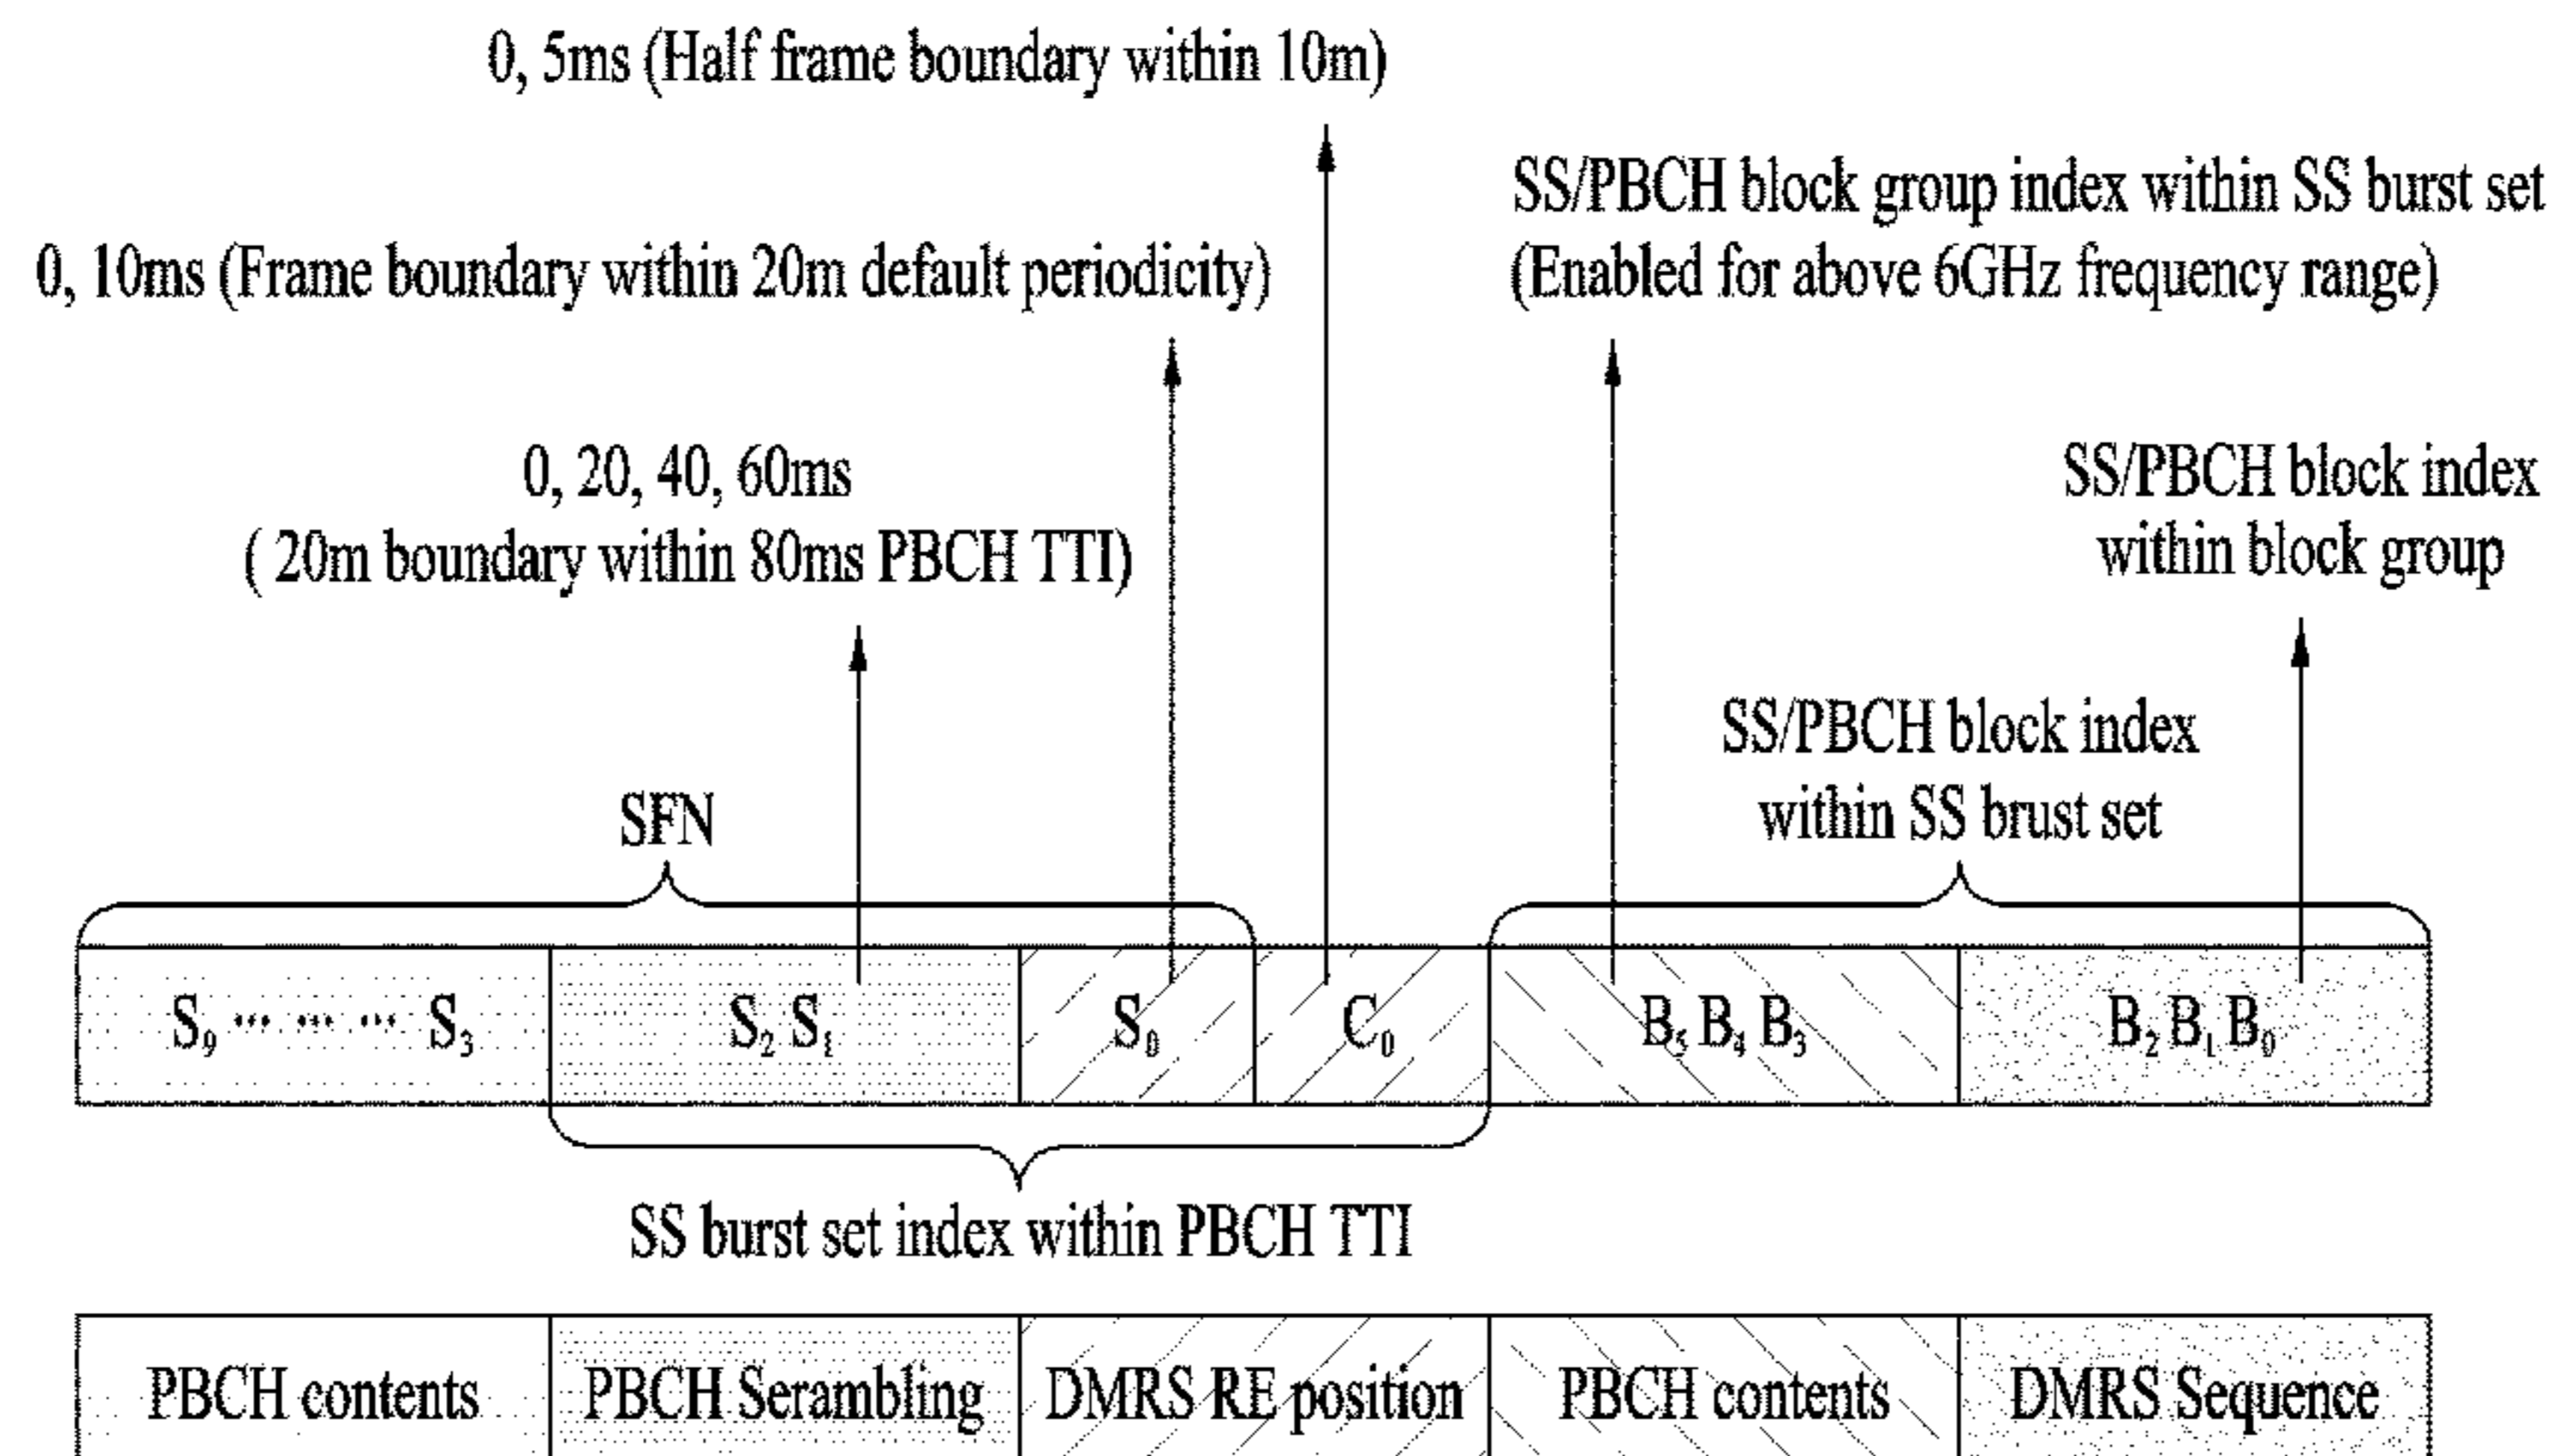 0, 5ms (Half frame boundary within 10m)
SS/PBCH block group index within SS burst set
(Enabled for above 6GHz frequency range)
0, 10ms (Frame boundary within 20m default periodicity)
0, 20, 40, 60ms
( 20m boundary within 80ms PBCH TTI)
SS/PBCH block index
within block group
SS/PBCH block index
within SS brust set
SFN
S₉ ··· ··· ··· S₃
S₂ S₁
S₀
C₀
B₅ B₄ B₃
B₂ B₁ B₀
SS burst set index within PBCH TTI
PBCH contents
PBCH Serambling
DMRS RE position
PBCH contents
DMRS Sequence